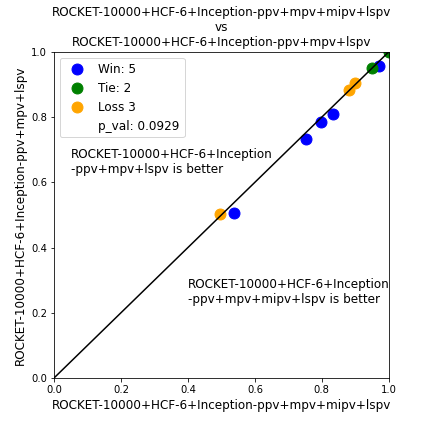 ROCKET-10000+HCF-6+Inception-ppv+mpv+mipv+lspv
vs
ROCKET-10000+HCF-6+Inception-ppv+mpv+lspv
ROCKET-10000+HCF-6+Inception-ppv+mpv+lspv
1.0
0.8
0.6
0.4
0.2
0.0
Win: 5
Tie: 2
Loss 3
p_val: 0.0929
ROCKET-10000+HCF-6+Inception
-ppv+mpv+lspv is better
ROCKET-10000+HCF-6+Inception
-ppv+mpv+mipv+lspv is better
0.0 0.2 0.4 0.6 0.8 1.0
ROCKET-10000+HCF-6+Inception-ppv+mpv+mipv+lspv